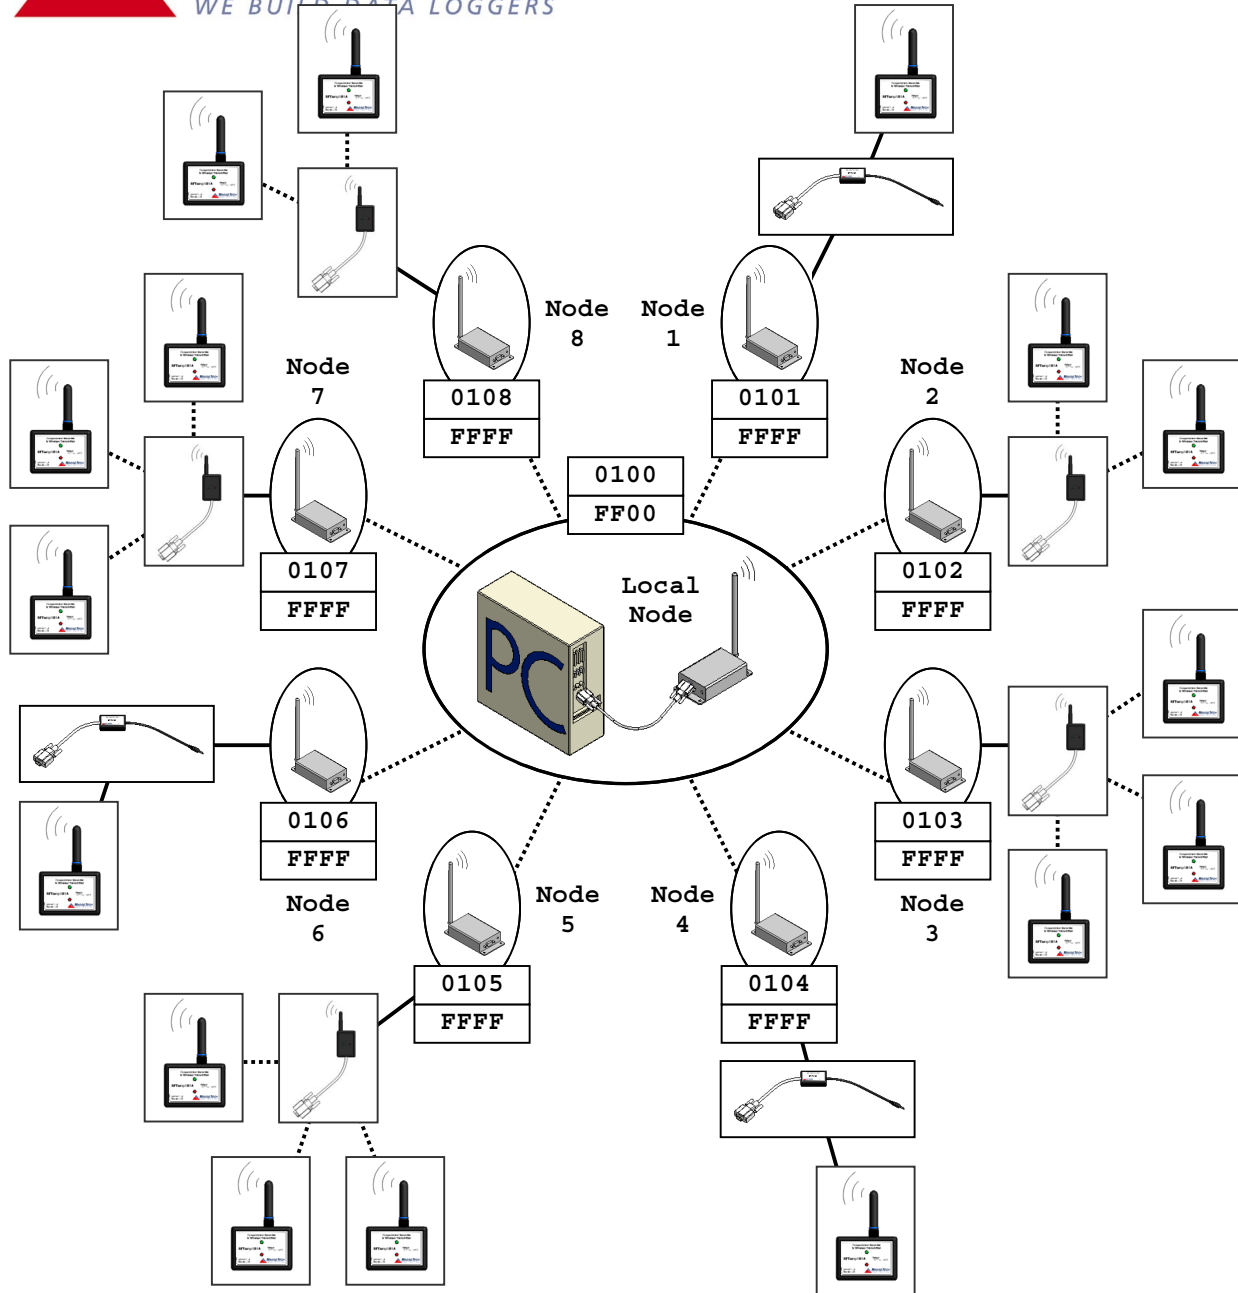 WE BUILD DATA LOGGERS
Node
8
Node
1
0108
FFFF
0101
FFFF
Node
7
Node
2
0100
FF00
0107
FFFF
0102
FFFF
Local
Node
PC
0106
FFFF
0103
FFFF
Node
6
Node
5
Node
4
Node
3
0105
FFFF
0104
FFFF